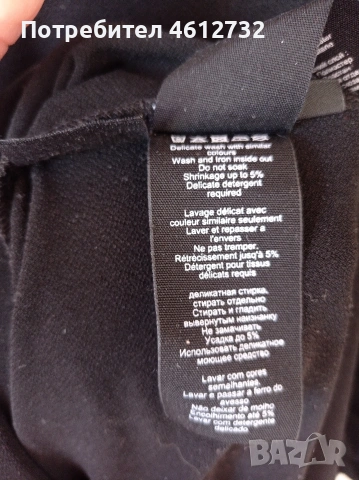 Потребител 4612732
Delicate wash with similar
colours
Wash and Iron inside out
Do not soak
Shrinkage up to 5%
Delicate detergent
required
Lavage délicat avec
couleur similaire seulement
Laver et repasser a
l'envers
Ne pas tremper.
Rétrécissement jusqu'à 5%
Détergent pour tissus
délicats requis
деликатная стирка.
стирать отдельно
Стирать и гладить
вывернутым наизнанку
Не замачивать
Усадка до 5%
Использовать деликатное
моющее средство
Lavar com cores
semelhantes.
Lavar e passar a ferro do
avesso
Não deixar de molho
Encolhimento até 5%
Lavar com detergente
delicado
BAZAR